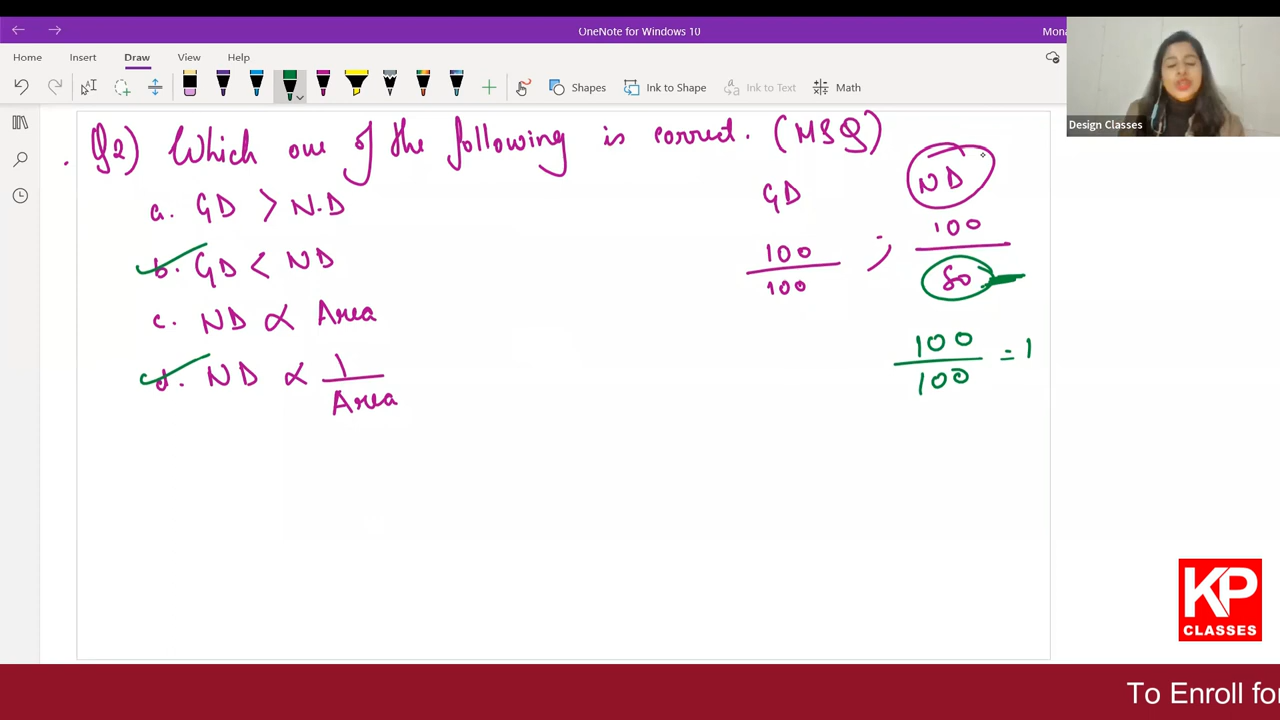 OneNote for Windows 10
Mona
Home Insert Draw View Help
Shapes Ink to Shape Ink to Text Math
Design Classes
. Q2) Which one of the following is correct. (MSQ)
a. GD > N.D
b. GD < ND
c. ND ∝ Area
d. ND ∝ 1/Area
GD ND
100/100 ; 100/80
100/100 = 1
KP
CLASSES
To Enroll for